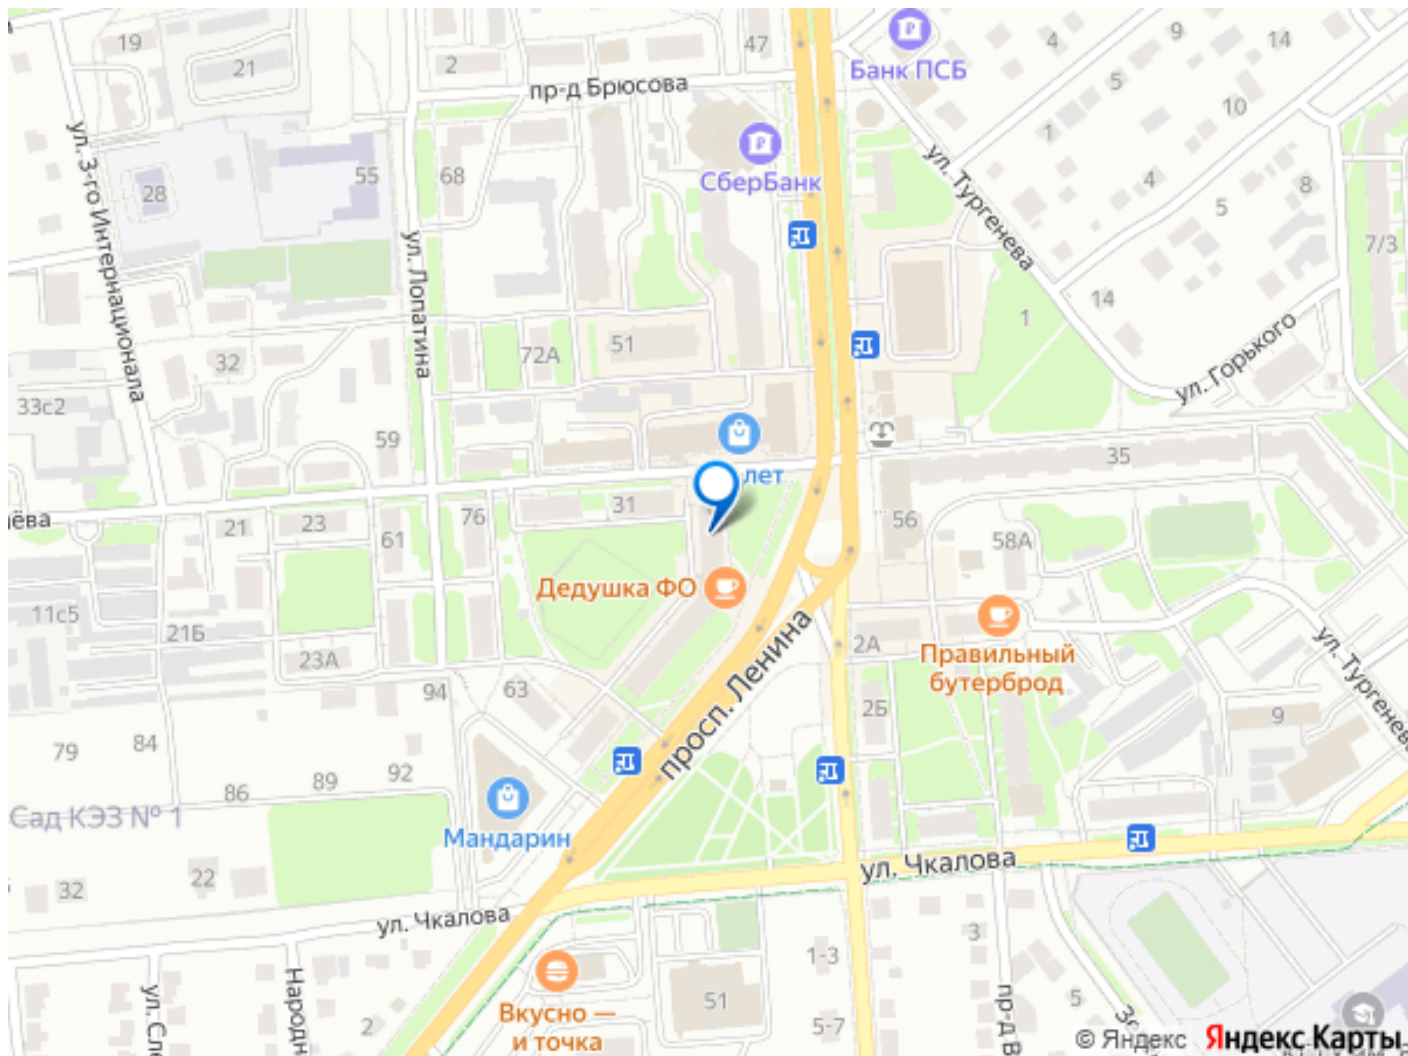 19
21
2
47
Банк ПСБ
4
9
14
пр-д Брюсова
5
10
1
ул. 3-го Интернационала
28
55
68
СберБанк
ул. Тургенева
4
8
5
7/3
ул. Лопатина
14
1
51
72А
32
ул. Горького
33с2
59
лет
35
31
76
23
21
ёва
61
56
58А
Дедушка ФО
11с5
21Б
23А
просп. Ленина
2А
Правильный
бутерброд
ул. Тургенева
94
63
2Б
9
79
84
92
89
86
Сад КЭЗ № 1
Мандарин
ул. Чкалова
22
32
ул. Чкалова
3
1-3
Вкусно —
и точка
51
5-7
5
2
ул. Сле
Народн
пр-д В
© Яндекс Яндекс Карты